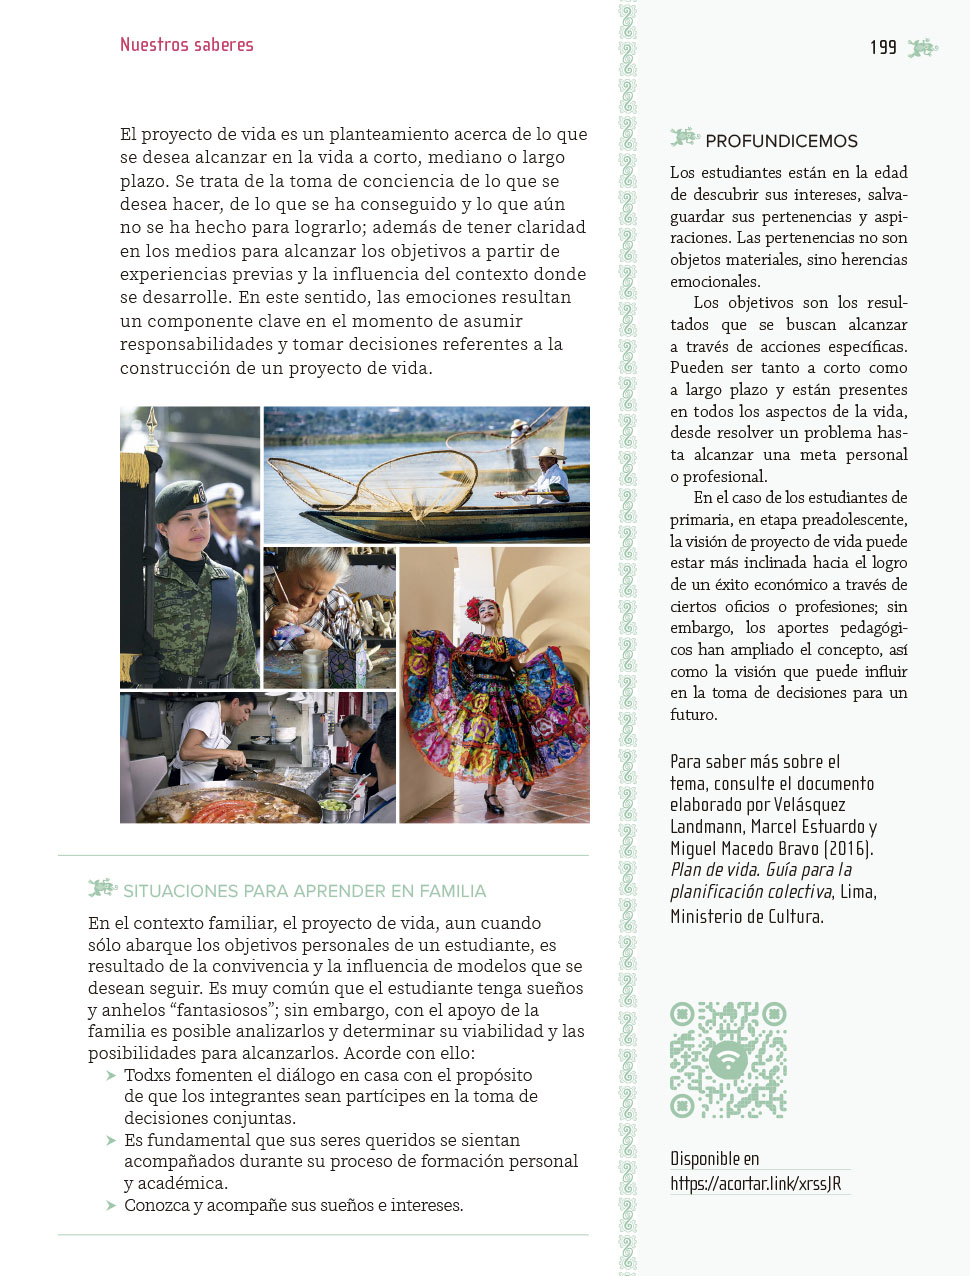 Nuestros saberes
199
El proyecto de vida es un planteamiento acerca de lo que
se desea alcanzar en la vida a corto, mediano o largo
plazo. Se trata de la toma de conciencia de lo que se
desea hacer, de lo que se ha conseguido y lo que aún
no se ha hecho para lograrlo; además de tener claridad
en los medios para alcanzar los objetivos a partir de
experiencias previas y la influencia del contexto donde
se desarrolle. En este sentido, las emociones resultan
un componente clave en el momento de asumir
responsabilidades y tomar decisiones referentes a la
construcción de un proyecto de vida.
SITUACIONES PARA APRENDER EN FAMILIA
En el contexto familiar, el proyecto de vida, aun cuando
sólo abarque los objetivos personales de un estudiante, es
resultado de la convivencia y la influencia de modelos que se
desean seguir. Es muy común que el estudiante tenga sueños
y anhelos “fantasiosos”; sin embargo, con el apoyo de la
familia es posible analizarlos y determinar su viabilidad y las
posibilidades para alcanzarlos. Acorde con ello:
➤ Todxs fomenten el diálogo en casa con el propósito
de que los integrantes sean partícipes en la toma de
decisiones conjuntas.
➤ Es fundamental que sus seres queridos se sientan
acompañados durante su proceso de formación personal
y académica.
➤ Conozca y acompañe sus sueños e intereses.
PROFUNDICEMOS
Los estudiantes están en la edad
de descubrir sus intereses, salva-
guardar sus pertenencias y aspi-
raciones. Las pertenencias no son
objetos materiales, sino herencias
emocionales.
Los objetivos son los resul-
tados que se buscan alcanzar
a través de acciones específicas.
Pueden ser tanto a corto como
a largo plazo y están presentes
en todos los aspectos de la vida,
desde resolver un problema has-
ta alcanzar una meta personal
o profesional.
En el caso de los estudiantes de
primaria, en etapa preadolescente,
la visión de proyecto de vida puede
estar más inclinada hacia el logro
de un éxito económico a través de
ciertos oficios o profesiones; sin
embargo, los aportes pedagógi-
cos han ampliado el concepto, así
como la visión que puede influir
en la toma de decisiones para un
futuro.
Para saber más sobre el
tema, consulte el documento
elaborado por Velásquez
Landmann, Marcel Estuardo y
Miguel Macedo Bravo (2016).
Plan de vida. Guía para la
planificación colectiva, Lima,
Ministerio de Cultura.
Disponible en
https://acortar.link/xrssJR